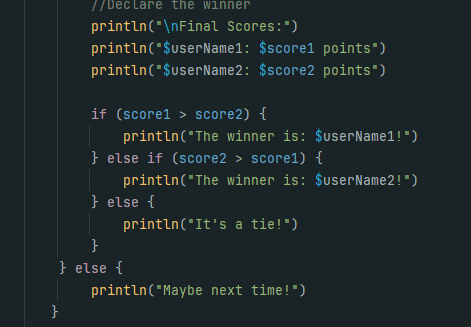 //Declare the winner
println("\nFinal Scores:")
println("$userName1: $score1 points")
println("$userName2: $score2 points")
if (score1 > score2) {
println("The winner is: $userName1!")
} else if (score2 > score1) {
println("The winner is: $userName2!")
} else {
println("It's a tie!")
}
} else {
println("Maybe next time!")
}